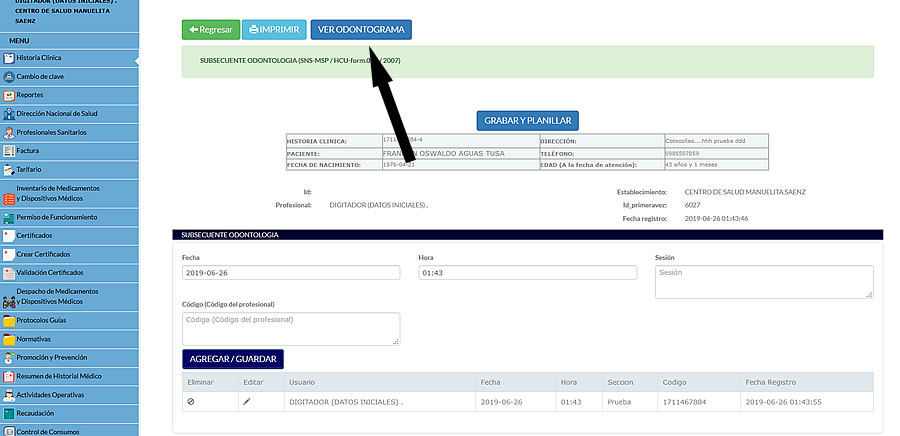 DIGITADOR (DATOS INICIALES) .
CENTRO DE SALUD MANUELITA
SAENZ
MENU
Historia Clinica
Cambio de clave
Reportes
Dirección Nacional de Salud
Profesionales Sanitarios
Factura
Tarifario
Inventario de Medicamentos
y Dispositivos Médicos
Permiso de Funcionamiento
Certificados
Crear Certificados
Validación Certificados
Despacho de Medicamentos
y Dispositivos Médicos
Protocolos Guías
Normativas
Promoción y Prevención
Resumen de Historial Médico
Actividades Operativas
Recaudación
Control de Consumos
Regresar IMPRIMIR VER ODONTOGRAMA
SUBSECUENTE ODONTOLOGIA (SNS-MSP / HCU-form.0 / 2007)
GRABAR Y PLANILLAR
HISTORIA CLINICA: 1711 884-4 DIRECCIÓN: Cotocollao.....hhh prueba ddd
PACIENTE: OSWALDO AGUAS TUSA TELÉFONO: 0985507059
FECHA DE NACIMIENTO: 1976-04-21 EDAD (A la fecha de atención): 43 años y 1 meses
Id: Establecimiento: CENTRO DE SALUD MANUELITA SAENZ
Profesional: DIGITADOR (DATOS INICIALES) . Id_primeravez: 6027
Fecha registro: 2019-06-26 01:43:46
SUBSECUENTE ODONTOLOGIA
Fecha Hora Sesión
2019-06-26 01:43 Sesión
Código (Código del profesional)
Código (Código del profesional)
AGREGAR / GUARDAR
Eliminar Editar Usuario Fecha Hora Seccion Codigo Fecha Registro
DIGITADOR (DATOS INICIALES) . 2019-06-26 01:43 Prueba 1711467884 2019-06-26 01:43:55